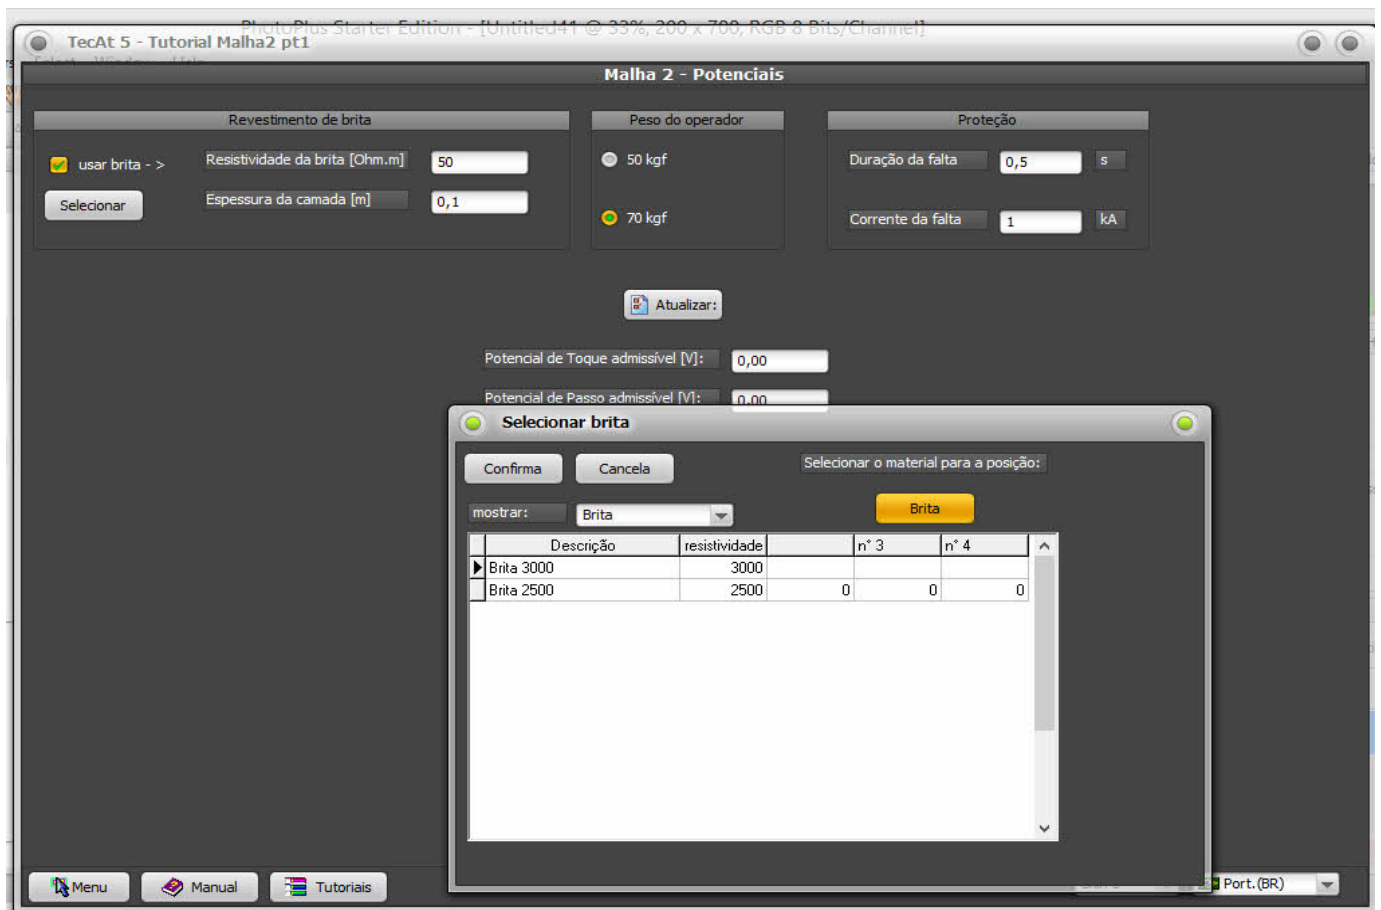 PhotoPlus Starter Edition - [Untitled41 @ 33%, 200 x 700, RGB 8 Bits/Channel]
TecAt 5 - Tutorial Malha2 pt1
Malha 2 - Potenciais
Revestimento de brita
Peso do operador
Proteção
usar brita - >
Resistividade da brita [Ohm.m]
50
50 kgf
Duração da falta
0,5
s
Selecionar
Espessura da camada [m]
0,1
70 kgf
Corrente da falta
1
kA
Atualizar:
Potencial de Toque admissível [V]:
0,00
Potencial de Passo admissível [V]:
0,00
Selecionar brita
Confirma
Cancela
Selecionar o material para a posição:
mostrar:
Brita
Brita
Descrição resistividade n° 3 n° 4
Brita 3000 3000
Brita 2500 2500 0 0 0
Menu
Manual
Tutoriais
Port.(BR)